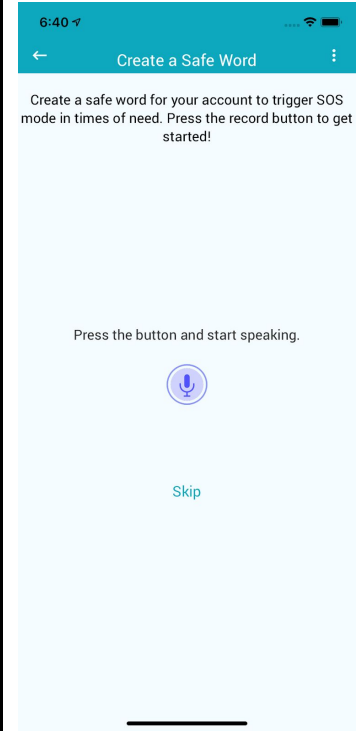 6:40
Create a Safe Word
Create a safe word for your account to trigger SOS
mode in times of need. Press the record button to get
started!
Press the button and start speaking.
Skip